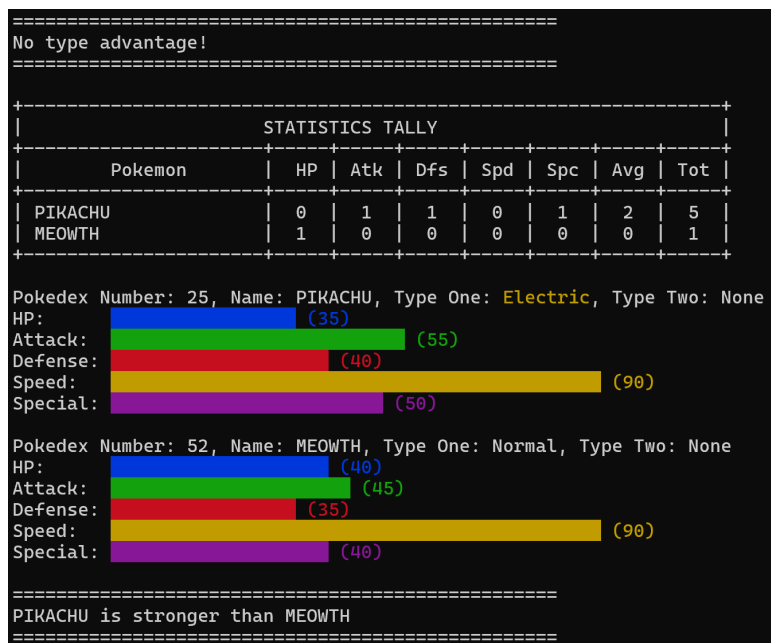 ==================================================
No type advantage!
==================================================
+----------------------------------------------------------------+
|                      STATISTICS TALLY                          |
+----------------------+-----+-----+-----+-----+-----+-----+-----+
|        Pokemon       |  HP | Atk | Dfs | Spd | Spc | Avg | Tot |
+----------------------+-----+-----+-----+-----+-----+-----+-----+
| PIKACHU              |  0  |  1  |  1  |  0  |  1  |  2  |  5  |
| MEOWTH               |  1  |  0  |  0  |  0  |  0  |  0  |  1  |
+----------------------+-----+-----+-----+-----+-----+-----+-----+
Pokedex Number: 25, Name: PIKACHU, Type One: Electric, Type Two: None
HP: (35)
Attack: (55)
Defense: (40)
Speed: (90)
Special: (50)
Pokedex Number: 52, Name: MEOWTH, Type One: Normal, Type Two: None
HP: (40)
Attack: (45)
Defense: (35)
Speed: (90)
Special: (40)
==================================================
PIKACHU is stronger than MEOWTH
==================================================